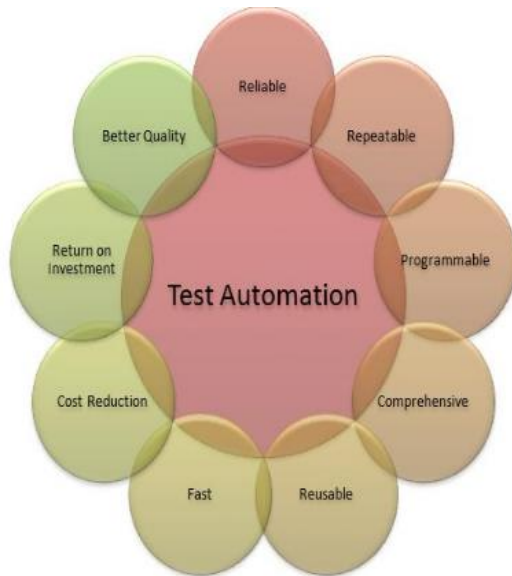 Reliable
Repeatable
Programmable
Comprehensive
Reusable
Fast
Cost Reduction
Return on
Investment
Better Quality
Test Automation